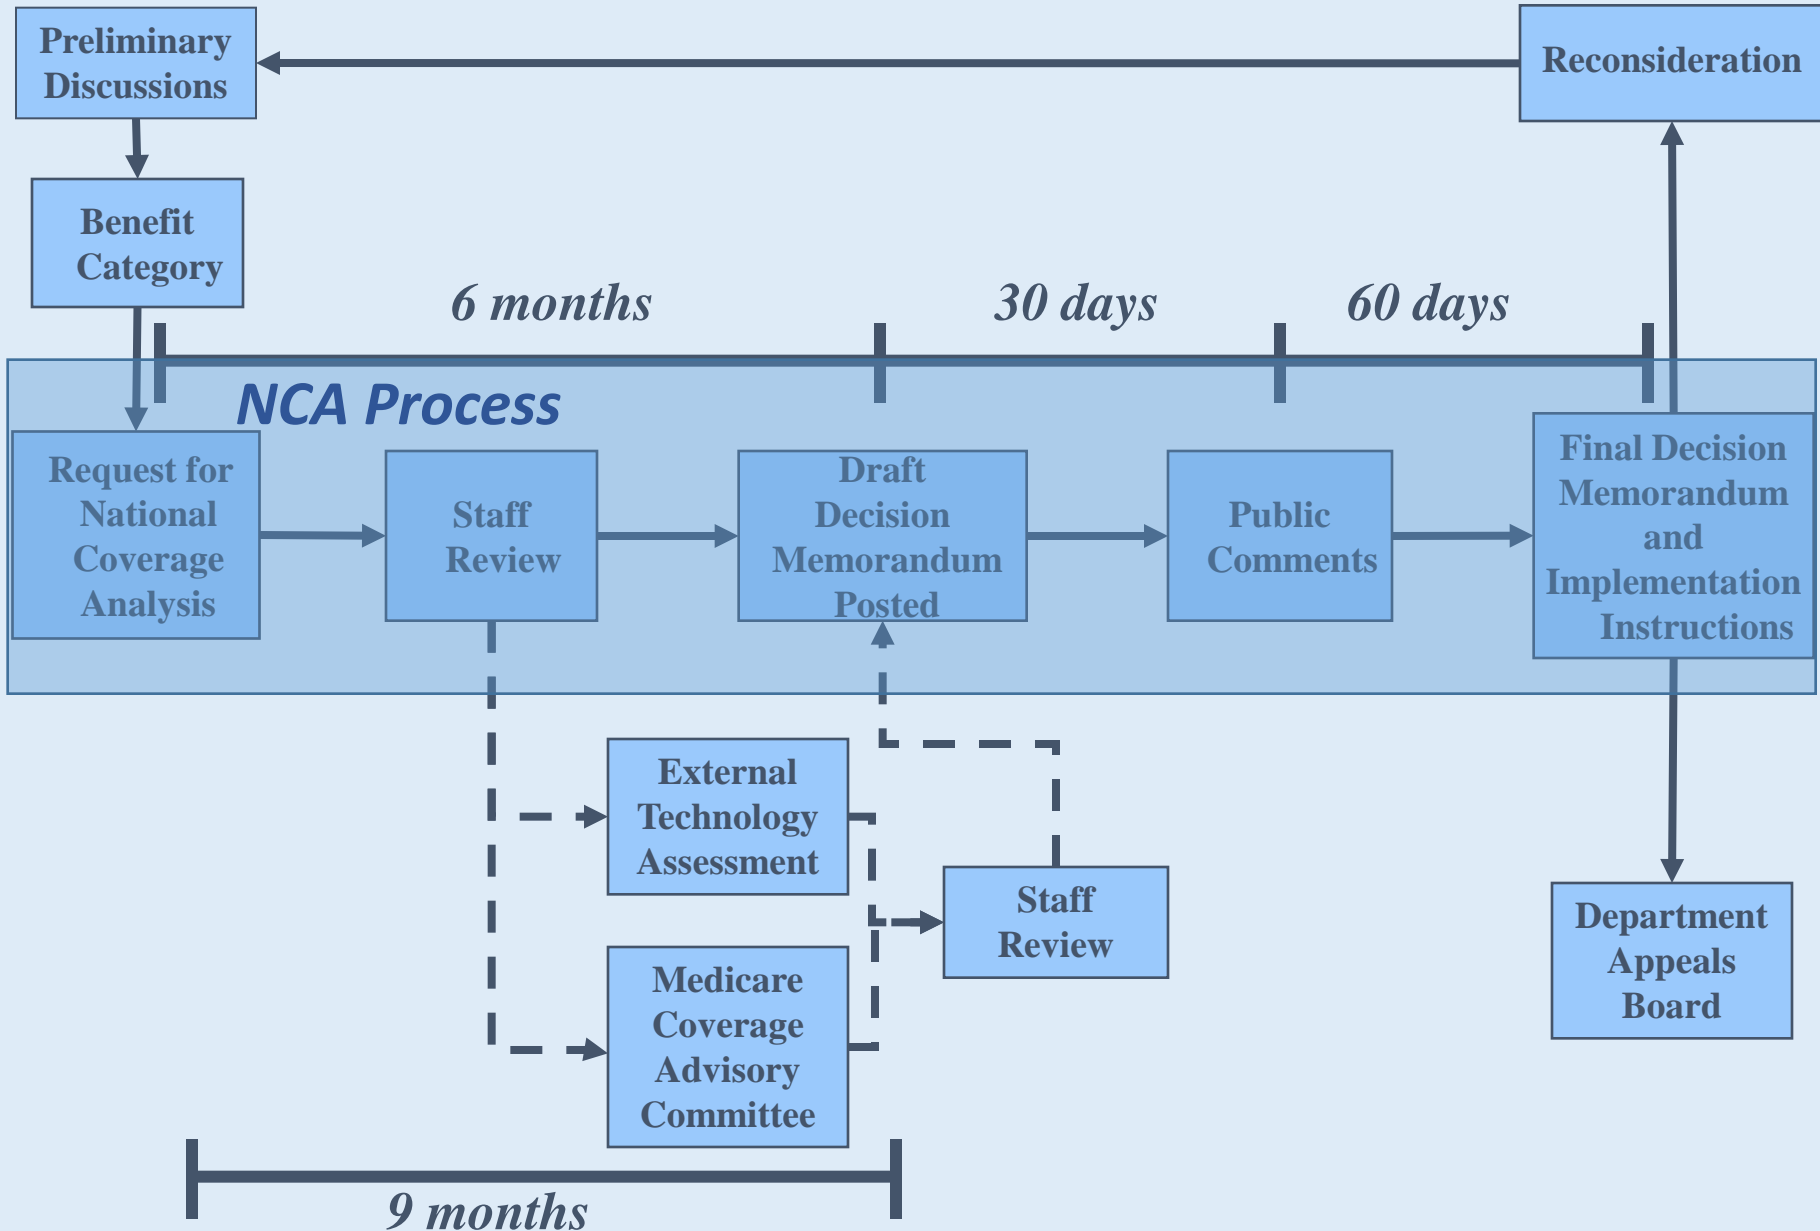 Preliminary
Discussions
Reconsideration
Benefit
Category
6 months
30 days
60 days
NCA Process
Request for
National
Coverage
Analysis
Staff
Review
Draft
Decision
Memorandum
Posted
Public
Comments
Final Decision
Memorandum
and
Implementation
Instructions
External
Technology
Assessment
Staff
Review
Medicare
Coverage
Advisory
Committee
Department
Appeals
Board
9 months